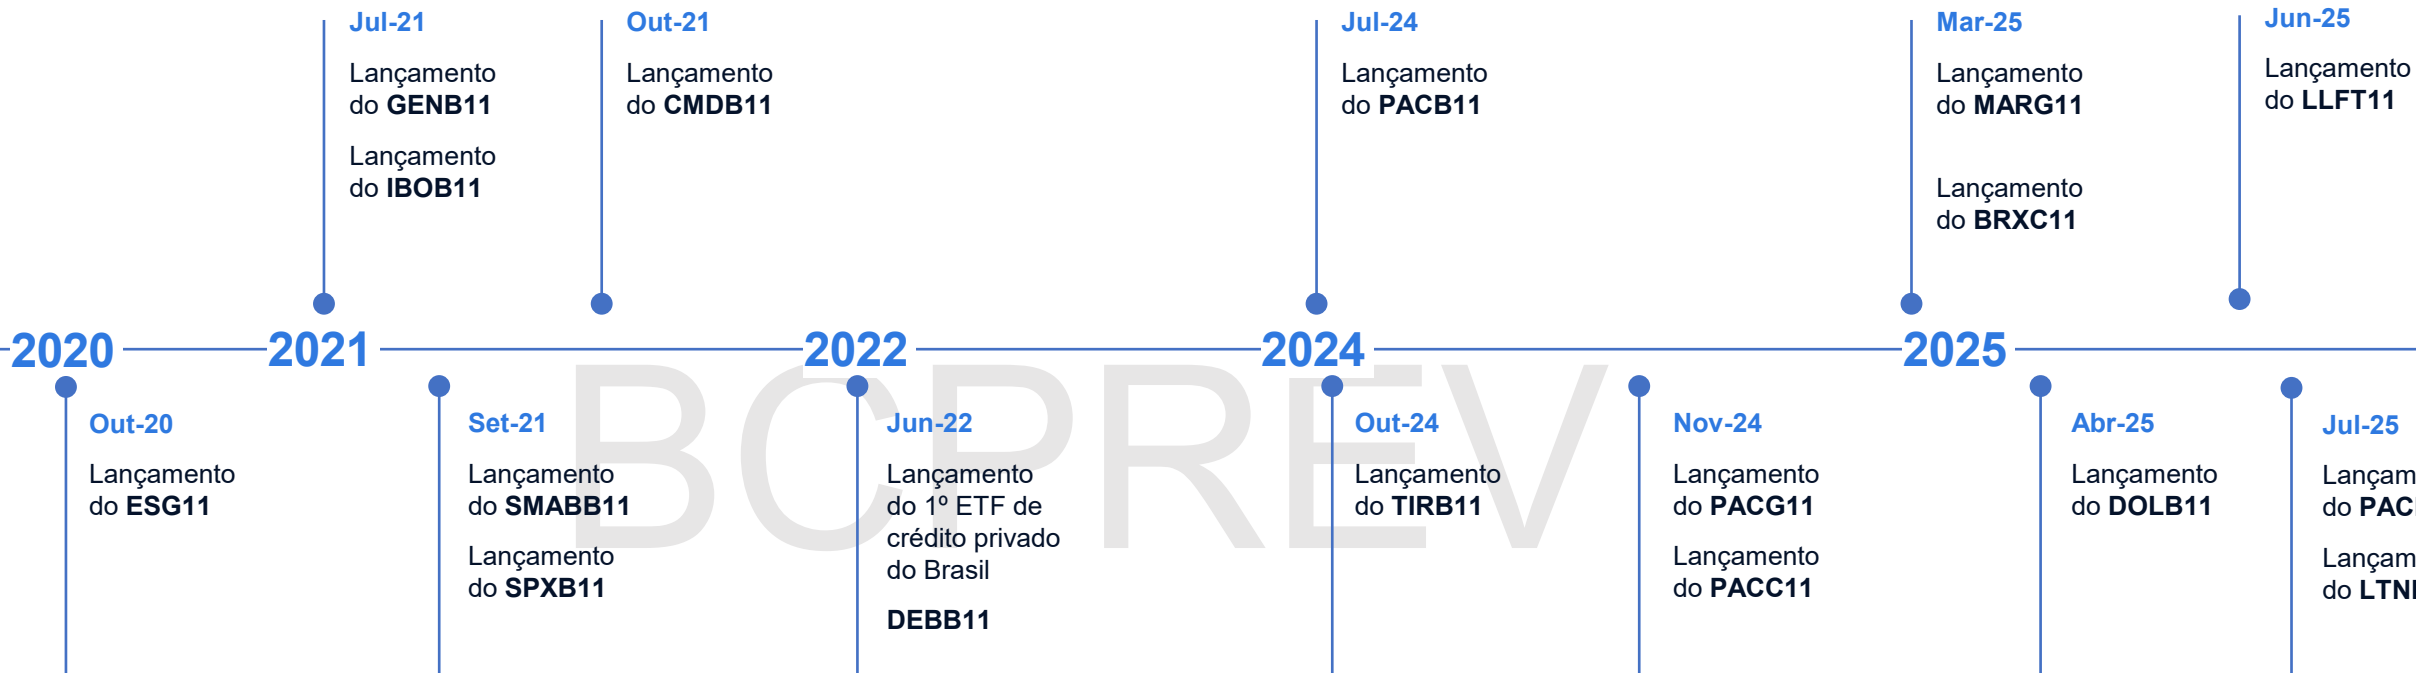 Jul-21
Lançamento
do GENB11
Lançamento
do IBOB11
Out-21
Lançamento
do CMDB11
Jul-24
Lançamento
do PACB11
Mar-25
Lançamento
do MARG11
Lançamento
do BRXC11
Jun-25
Lançamento
do LLFT11
2020
2021
2022
2024
2025
BCPREV
Out-20
Lançamento
do ESG11
Set-21
Lançamento
do SMABB11
Lançamento
do SPXB11
Jun-22
Lançamento
do 1º ETF de
crédito privado
do Brasil
DEBB11
Out-24
Lançamento
do TIRB11
Nov-24
Lançamento
do PACG11
Lançamento
do PACC11
Abr-25
Lançamento
do DOLB11
Jul-25
do
do